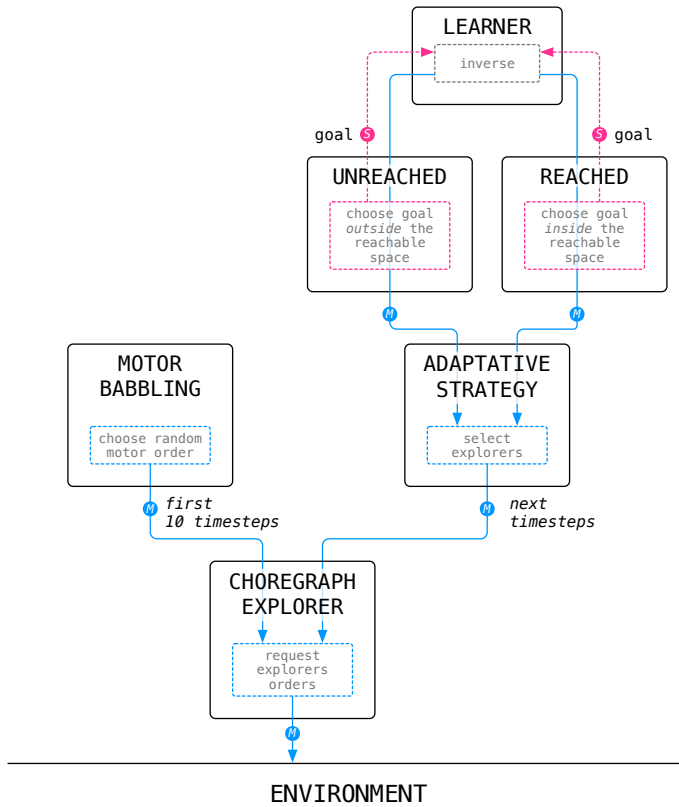 LEARNER
inverse
goal S
S goal
UNREACHED
choose goal
outside the
reachable
space
REACHED
choose goal
inside the
reachable
space
M
M
MOTOR
BABBLING
choose random
motor order
ADAPTATIVE
STRATEGY
select
explorers
M first
10 timesteps
M next
timesteps
CHOREGRAPH
EXPLORER
request
explorers
orders
M
ENVIRONMENT